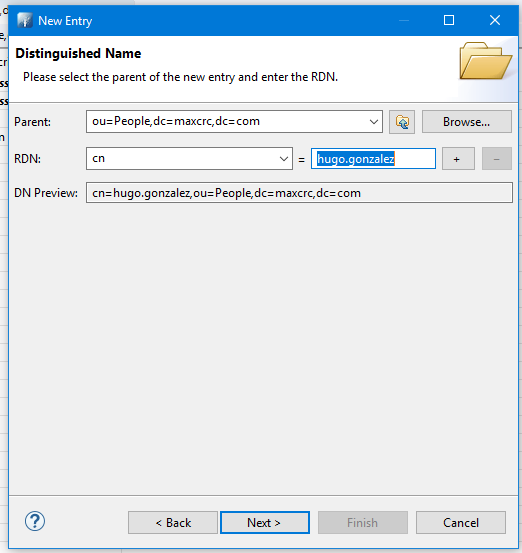 New Entry
Distinguished Name
Please select the parent of the new entry and enter the RDN.
Parent: ou=People,dc=maxcrc,dc=com Browse...
RDN: cn = hugo.gonzalez + −
DN Preview: cn=hugo.gonzalez,ou=People,dc=maxcrc,dc=com
? < Back Next > Finish Cancel